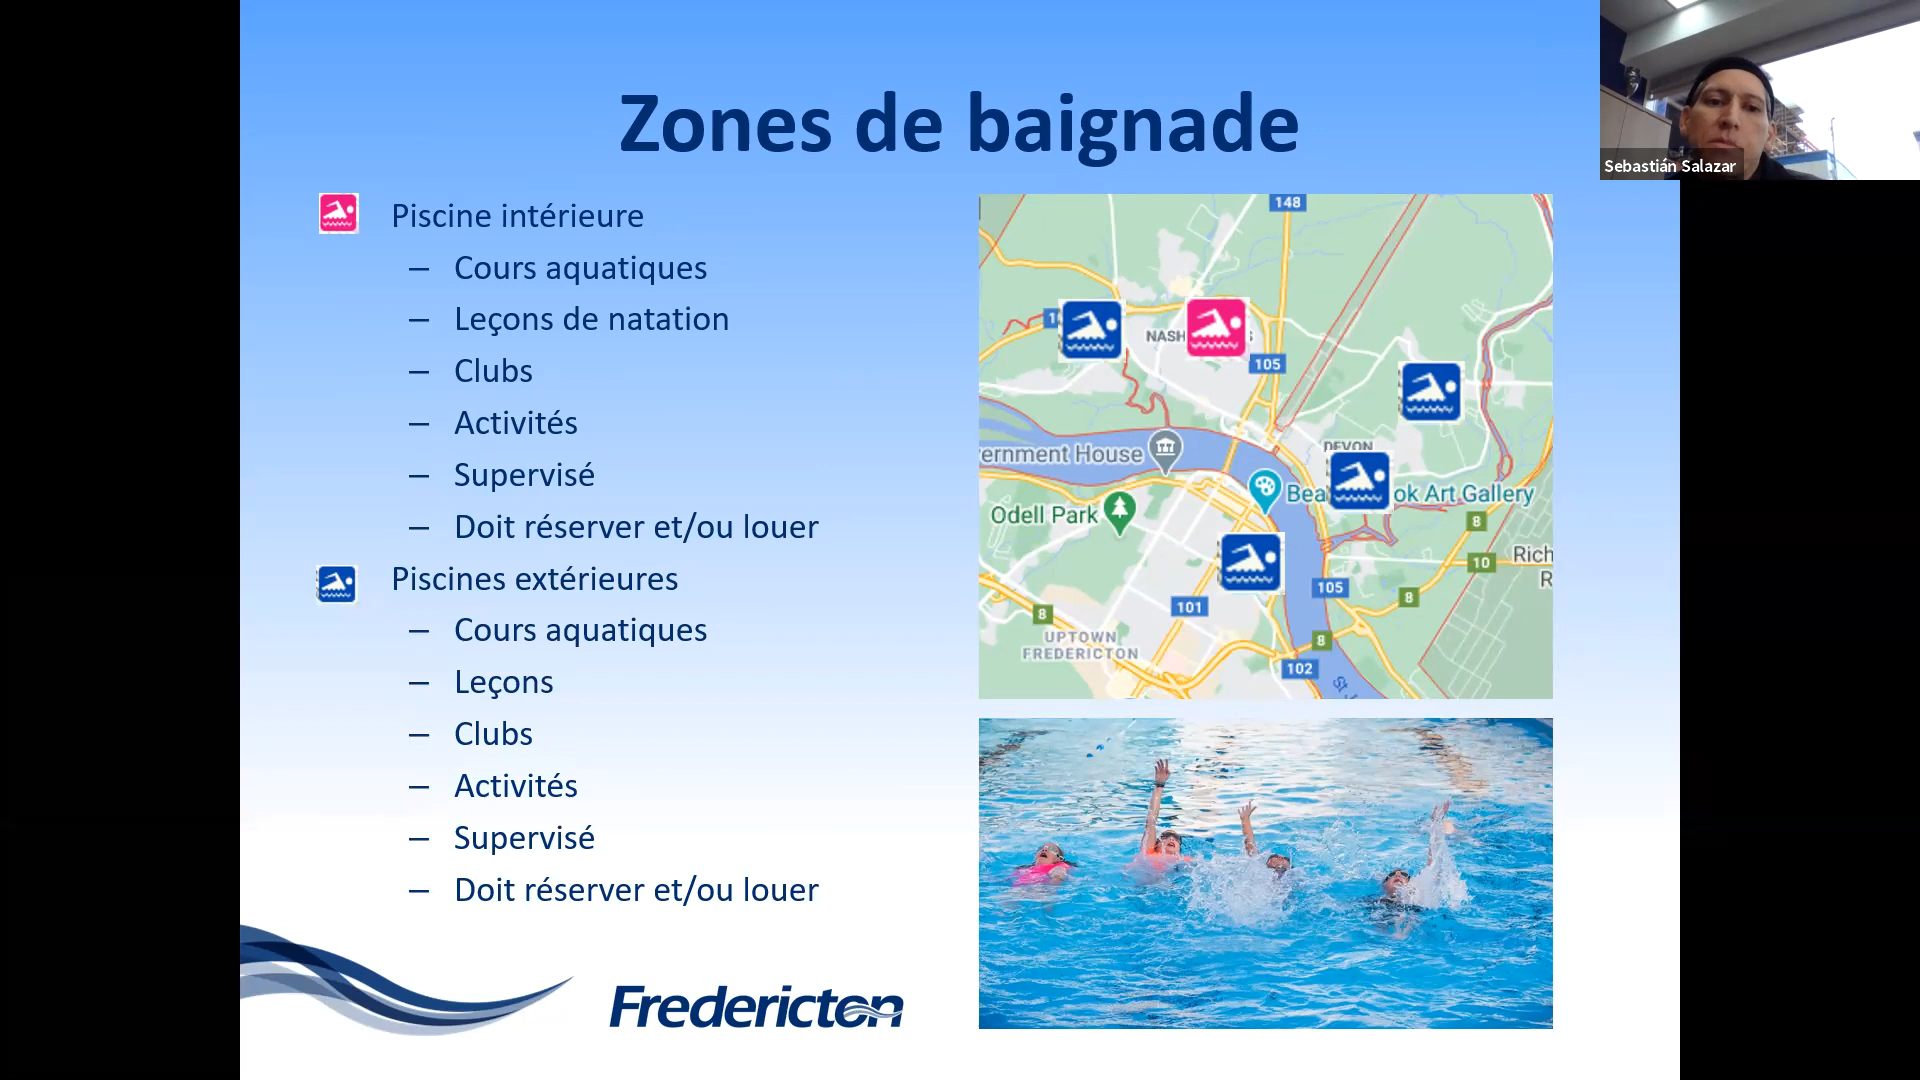 Zones de baignade
Sebastián Salazar
Piscine intérieure
– Cours aquatiques
– Leçons de natation
– Clubs
– Activités
– Supervisé
– Doit réserver et/ou louer
Piscines extérieures
– Cours aquatiques
– Leçons
– Clubs
– Activités
– Supervisé
– Doit réserver et/ou louer
148
NASH
105
DEVON
ernment House
Bea ok Art Gallery
Odell Park
8
10
Rich
R
105
8
101
8
UPTOWN
FREDERICTON
8
102
St
Fredericton